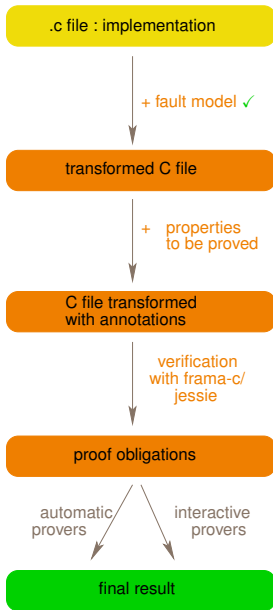 .c file : implementation
+ fault model ✓
transformed C file
+ properties
to be proved
C file transformed
with annotations
verification
with frama-c/
jessie
proof obligations
automatic
provers
interactive
provers
final result